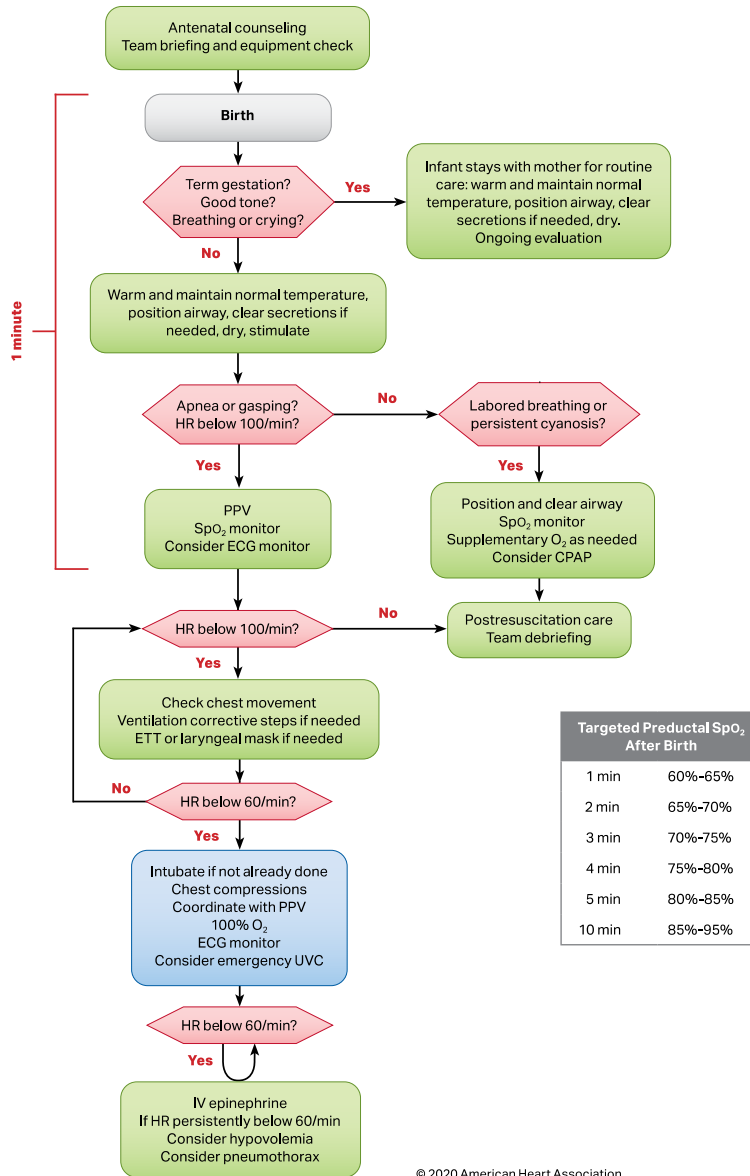 Antenatal counseling
Team briefing and equipment check
Birth
1 minute
Term gestation?
Good tone?
Breathing or crying?
Yes
Infant stays with mother for routine
care: warm and maintain normal
temperature, position airway, clear
secretions if needed, dry.
Ongoing evaluation
No
Warm and maintain normal temperature,
position airway, clear secretions if
needed, dry, stimulate
Apnea or gasping?
HR below 100/min?
No
Labored breathing or
persistent cyanosis?
Yes
Yes
PPV
SpO₂ monitor
Consider ECG monitor
Position and clear airway
SpO₂ monitor
Supplementary O₂ as needed
Consider CPAP
HR below 100/min?
No
Postresuscitation care
Team debriefing
Yes
Check chest movement
Ventilation corrective steps if needed
ETT or laryngeal mask if needed
No
HR below 60/min?
Yes
Intubate if not already done
Chest compressions
Coordinate with PPV
100% O₂
ECG monitor
Consider emergency UVC
HR below 60/min?
Yes
IV epinephrine
If HR persistently below 60/min
Consider hypovolemia
Consider pneumothorax
Targeted Preductal SpO₂
After Birth
1 min 60%-65%
2 min 65%-70%
3 min 70%-75%
4 min 75%-80%
5 min 80%-85%
10 min 85%-95%
© 2020 American Heart Association